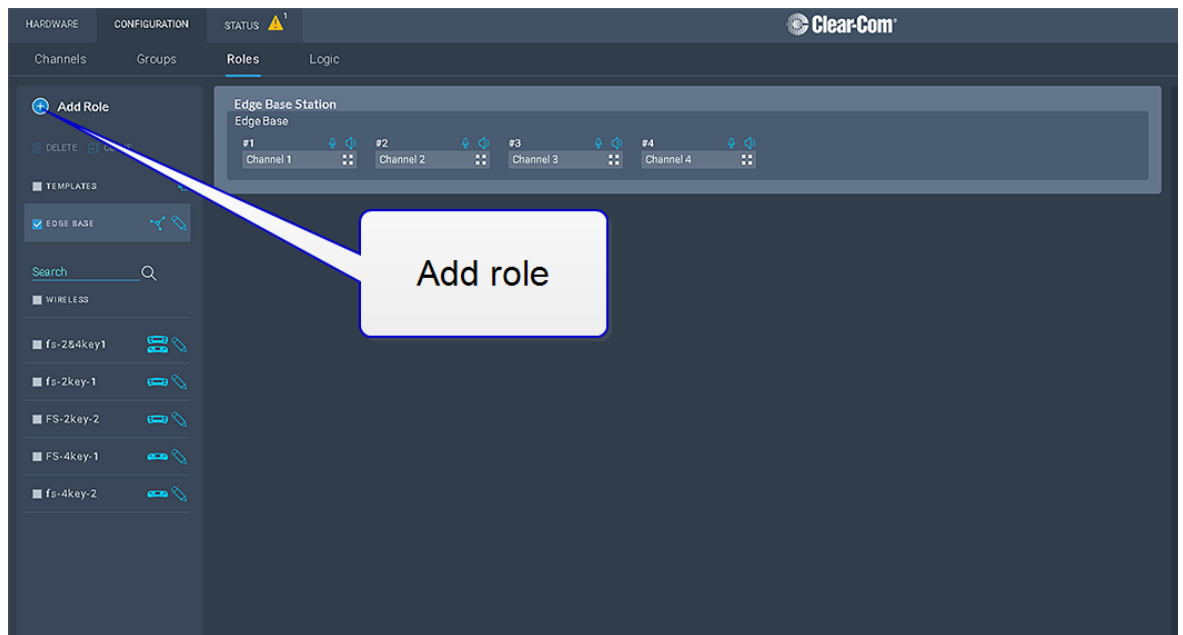 HARDWARE CONFIGURATION STATUS 1 Clear-Com
Channels Groups Roles Logic
Add Role
DELETE
TEMPLATES
EDGE BASE
Search
WIRELESS
fs-2&4key1
fs-2key-1
FS-2key-2
FS-4key-1
fs-4key-2
Edge Base Station
Edge Base
#1 #2 #3 #4
Channel 1 Channel 2 Channel 3 Channel 4
Add role